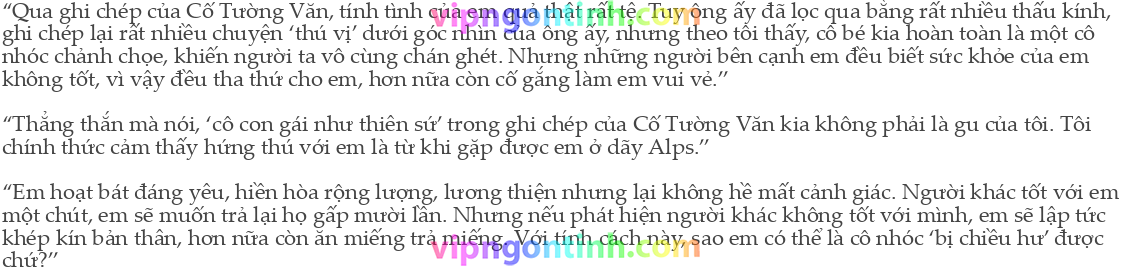 “Qua ghi chép của Cố Tường Văn, tính tình của em quả thật rất tệ. Tuy ông ấy đã lọc qua bằng rất nhiều thấu kính,
ghi chép lại rất nhiều chuyện ‘thú vị’ dưới góc nhìn của ông ấy, nhưng theo tôi thấy, cô bé kia hoàn toàn là một cô
nhóc chảnh chọe, khiến người ta vô cùng chán ghét. Nhưng những người bên cạnh em đều biết sức khỏe của em
không tốt, vì vậy đều tha thứ cho em, hơn nữa còn cố gắng làm em vui vẻ.”
“Thẳng thắn mà nói, ‘cô con gái như thiên sứ’ trong ghi chép của Cố Tường Văn kia không phải là gu của tôi. Tôi
chính thức cảm thấy hứng thú với em là từ khi gặp được em ở dãy Alps.”
“Em hoạt bát đáng yêu, hiền hòa rộng lượng, lương thiện nhưng lại không hề mất cảnh giác. Người khác tốt với em
một chút, em sẽ muốn trả lại họ gấp mười lần. Nhưng nếu phát hiện người khác không tốt với mình, em sẽ lập tức
khép kín bản thân, hơn nữa còn ăn miếng trả miếng. Với tính cách này, sao em có thể là cô nhóc ‘bị chiều hư’ được
chứ?”
vipngontinh.com
vipngontinh.com